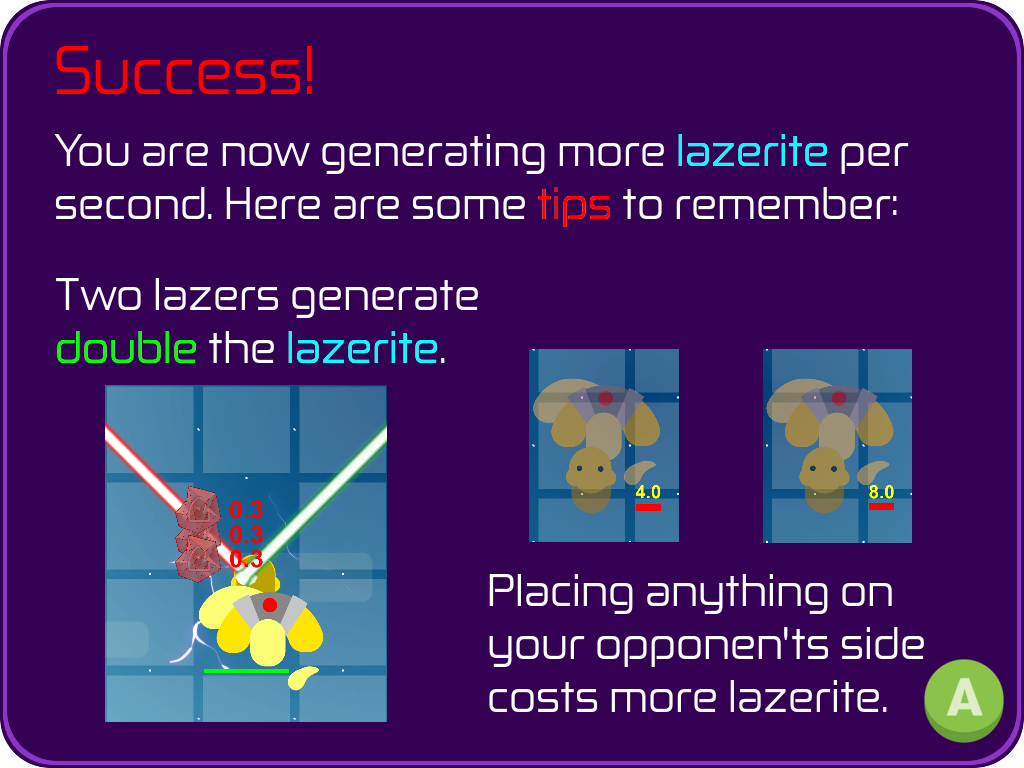 Success!
You are now generating more lazerite per
second. Here are some tips to remember:
Two lazers generate
double the lazerite.
0.3
0.3
0.3
4.0
8.0
Placing anything on
your opponen'ts side
costs more lazerite.
A